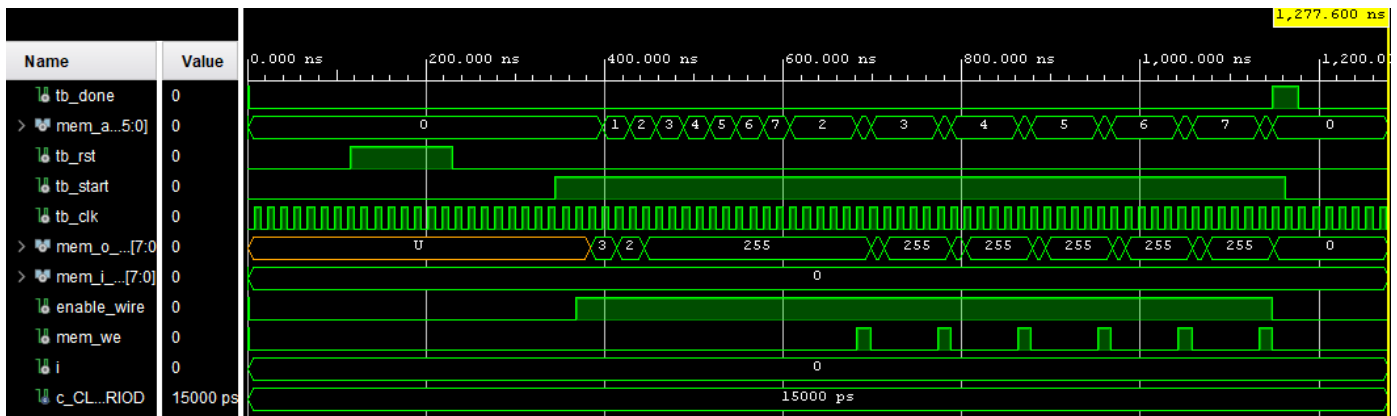 1,277.600 ns
Name Value 0.000 ns 200.000 ns 400.000 ns 600.000 ns 800.000 ns 1,000.000 ns 1,200.0
tb_done 0
mem_a...5:0] 0 0 1 2 3 4 5 6 7 2 3 4 5 6 7 0
tb_rst 0
tb_start 0
tb_clk 0
mem_o_...[7:0 0 U 3 2 255 255 255 255 255 255 0
mem_i_...[7:0] 0 0
enable_wire 0
mem_we 0
i 0 0
c_CL...RIOD 15000 ps 15000 ps